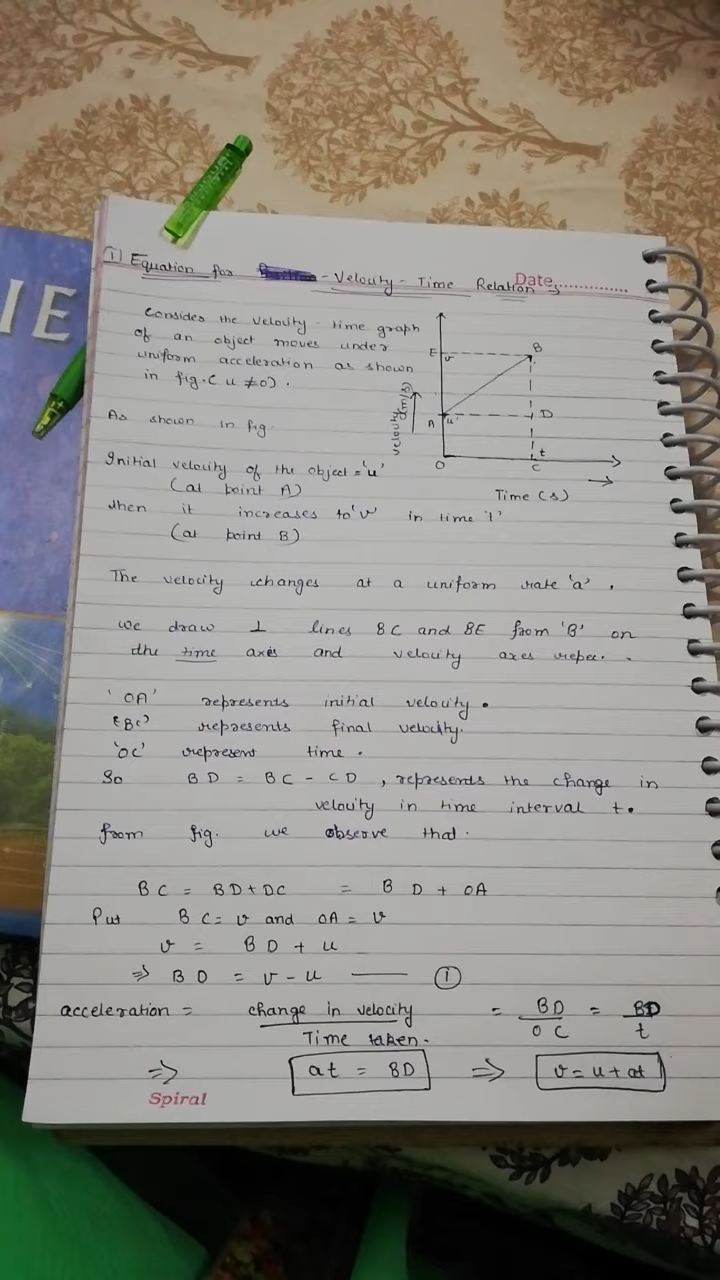 IE
① Equation for - Velocity - Time Relation
Date..............
Consider the velocity - time graph
of an object moves under
uniform acceleration as shown
in fig. ( u ≠ 0 ) .
As shown in fig
Initial velocity of the object = 'u'
(at point A)
then it increases to 'v' in time 't'
(at point B)
E
v
B
Velocity (m/s)
A
u
D
O
t
C
Time (s)
The velocity changes at a uniform rate 'a' .
We draw ⊥ lines BC and BE from 'B' on
the time axis and velocity axes repec. .
'OA' represents initial velocity .
'BC' represents final velocity.
'OC' represent time .
So BD = BC - CD , represents the change in
velocity in time interval t.
from fig. we observe that .
BC = BD + DC = BD + OA
Put BC = v and OA = v
v = BD + u
⇒ BD = v - u —— ①
acceleration = change in velocity / Time taken. = BD / OC = BD / t
⇒ at = BD ⇒ v = u + at
Spiral